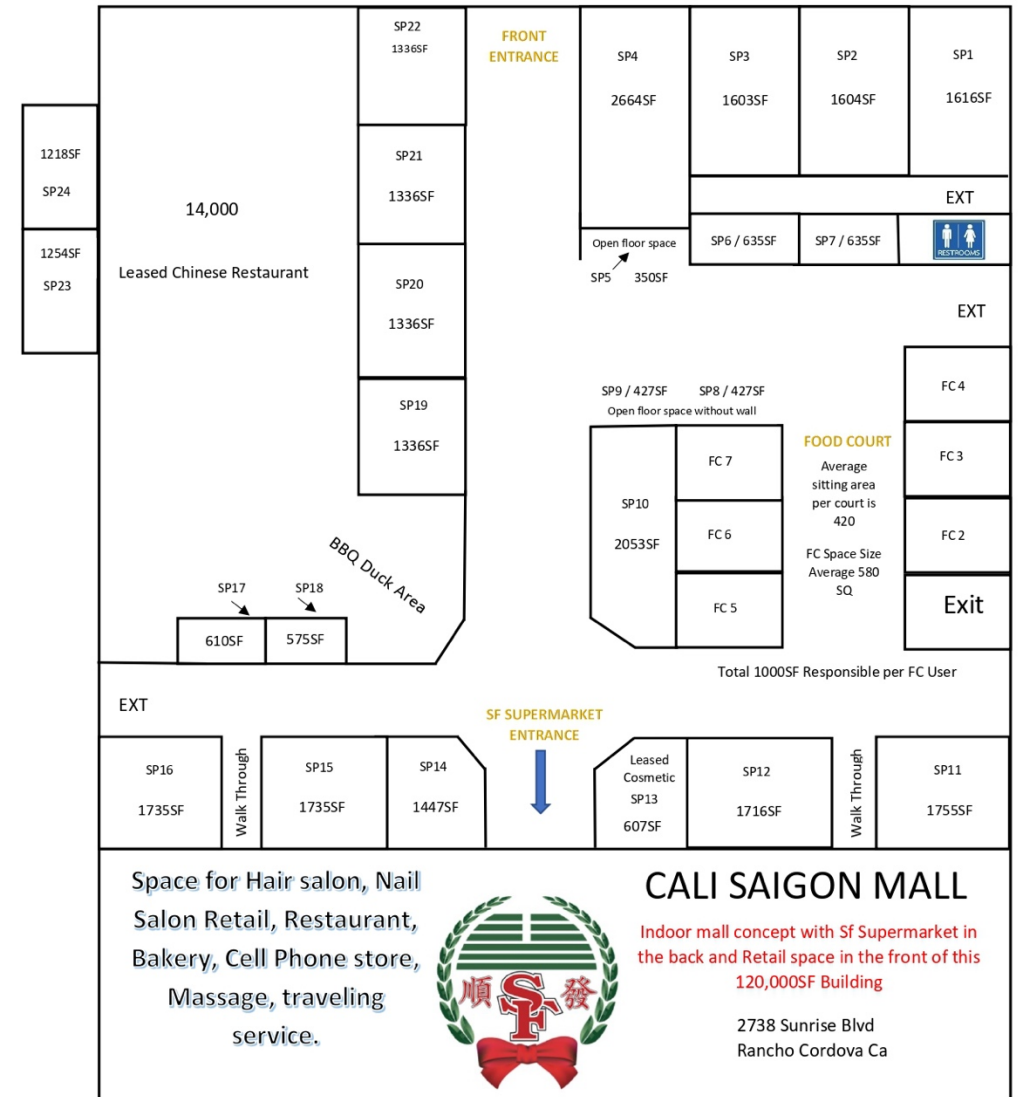 SP22
1336SF
FRONT
ENTRANCE
SP4
2664SF
SP3
1603SF
SP2
1604SF
SP1
1616SF
1218SF
SP24
1254SF
SP23
14,000
Leased Chinese Restaurant
SP21
1336SF
SP20
1336SF
SP19
1336SF
EXT
Open floor space
SP5 350SF
SP6 / 635SF
SP7 / 635SF
RESTROOMS
EXT
SP9 / 427SF SP8 / 427SF
Open floor space without wall
SP10
2053SF
FC 7
FC 6
FC 5
FOOD COURT
Average
sitting area
per court is
420
FC Space Size
Average 580
SQ
FC 4
FC 3
FC 2
Exit
BBQ Duck Area
SP17
610SF
SP18
575SF
Total 1000SF Responsible per FC User
EXT
SF SUPERMARKET
ENTRANCE
SP16
1735SF
Walk Through
SP15
1735SF
SP14
1447SF
Leased
Cosmetic
SP13
607SF
SP12
1716SF
Walk Through
SP11
1755SF
Space for Hair salon, Nail
Salon Retail, Restaurant,
Bakery, Cell Phone store,
Massage, traveling
service.
順 SF 發
CALI SAIGON MALL
Indoor mall concept with Sf Supermarket in
the back and Retail space in the front of this
120,000SF Building
2738 Sunrise Blvd
Rancho Cordova Ca